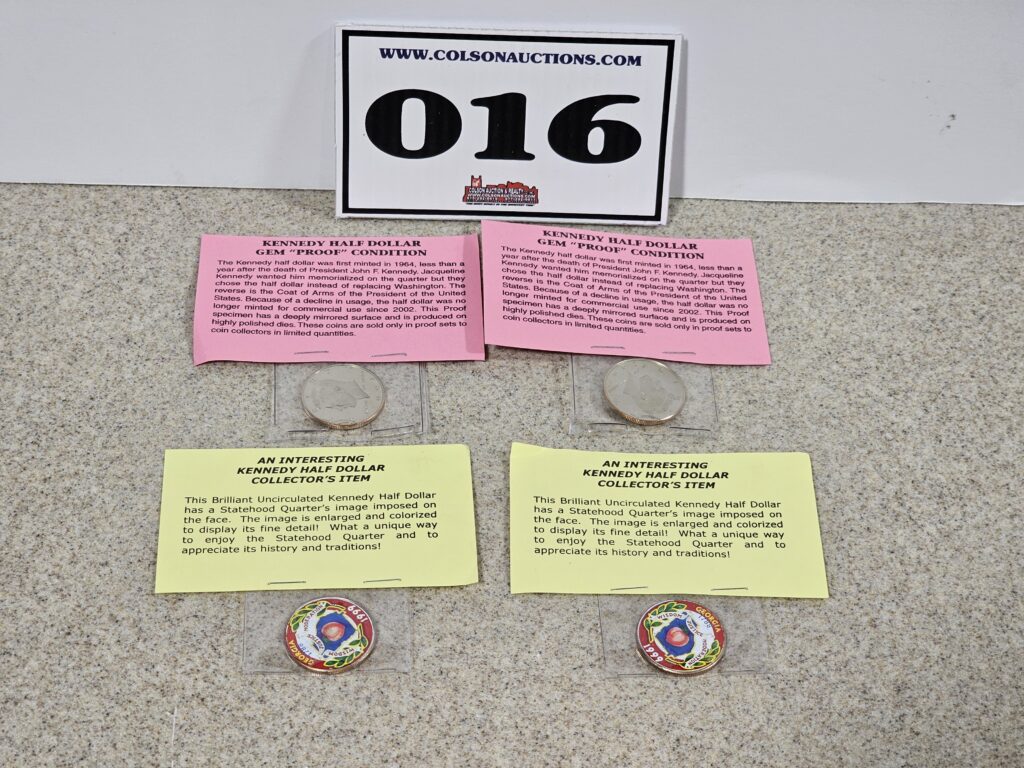 WWW.COLSONAUCTIONS.COM
016
COLSON AUCTION & REALTY
WWW.COLSONAUCTIONS.COM
KENNEDY HALF DOLLAR
GEM "PROOF" CONDITION
The Kennedy half dollar was first minted in 1964, less than a
year after the death of President John F. Kennedy. Jacqueline
Kennedy wanted him memorialized on the quarter but they
chose the half dollar instead of replacing Washington. The
reverse is the Coat of Arms of the President of the United
States. Because of a decline in usage, the half dollar was no
longer minted for commercial use since 2002. This Proof
specimen has a deeply mirrored surface and is produced on
highly polished dies. These coins are sold only in proof sets to
coin collectors in limited quantities.
KENNEDY HALF DOLLAR
GEM "PROOF" CONDITION
The Kennedy half dollar was first minted in 1964, less than a
year after the death of President John F. Kennedy. Jacqueline
Kennedy wanted him memorialized on the quarter but they
chose the half dollar instead of replacing Washington. The
reverse is the Coat of Arms of the President of the United
States. Because of a decline in usage, the half dollar was no
longer minted for commercial use since 2002. This Proof
specimen has a deeply mirrored surface and is produced on
highly polished dies. These coins are sold only in proof sets to
coin collectors in limited quantities.
AN INTERESTING
KENNEDY HALF DOLLAR
COLLECTOR'S ITEM
This Brilliant Uncirculated Kennedy Half Dollar
has a Statehood Quarter's image imposed on
the face. The image is enlarged and colorized
to display its fine detail! What a unique way
to enjoy the Statehood Quarter and to
appreciate its history and traditions!
AN INTERESTING
KENNEDY HALF DOLLAR
COLLECTOR'S ITEM
This Brilliant Uncirculated Kennedy Half Dollar
has a Statehood Quarter's image imposed on
the face. The image is enlarged and colorized
to display its fine detail! What a unique way
to enjoy the Statehood Quarter and to
appreciate its history and traditions!
1999
MODERATION
JUSTICE
WISDOM
GEORGIA
GEORGIA
WISDOM
JUSTICE
MODERATION
1999